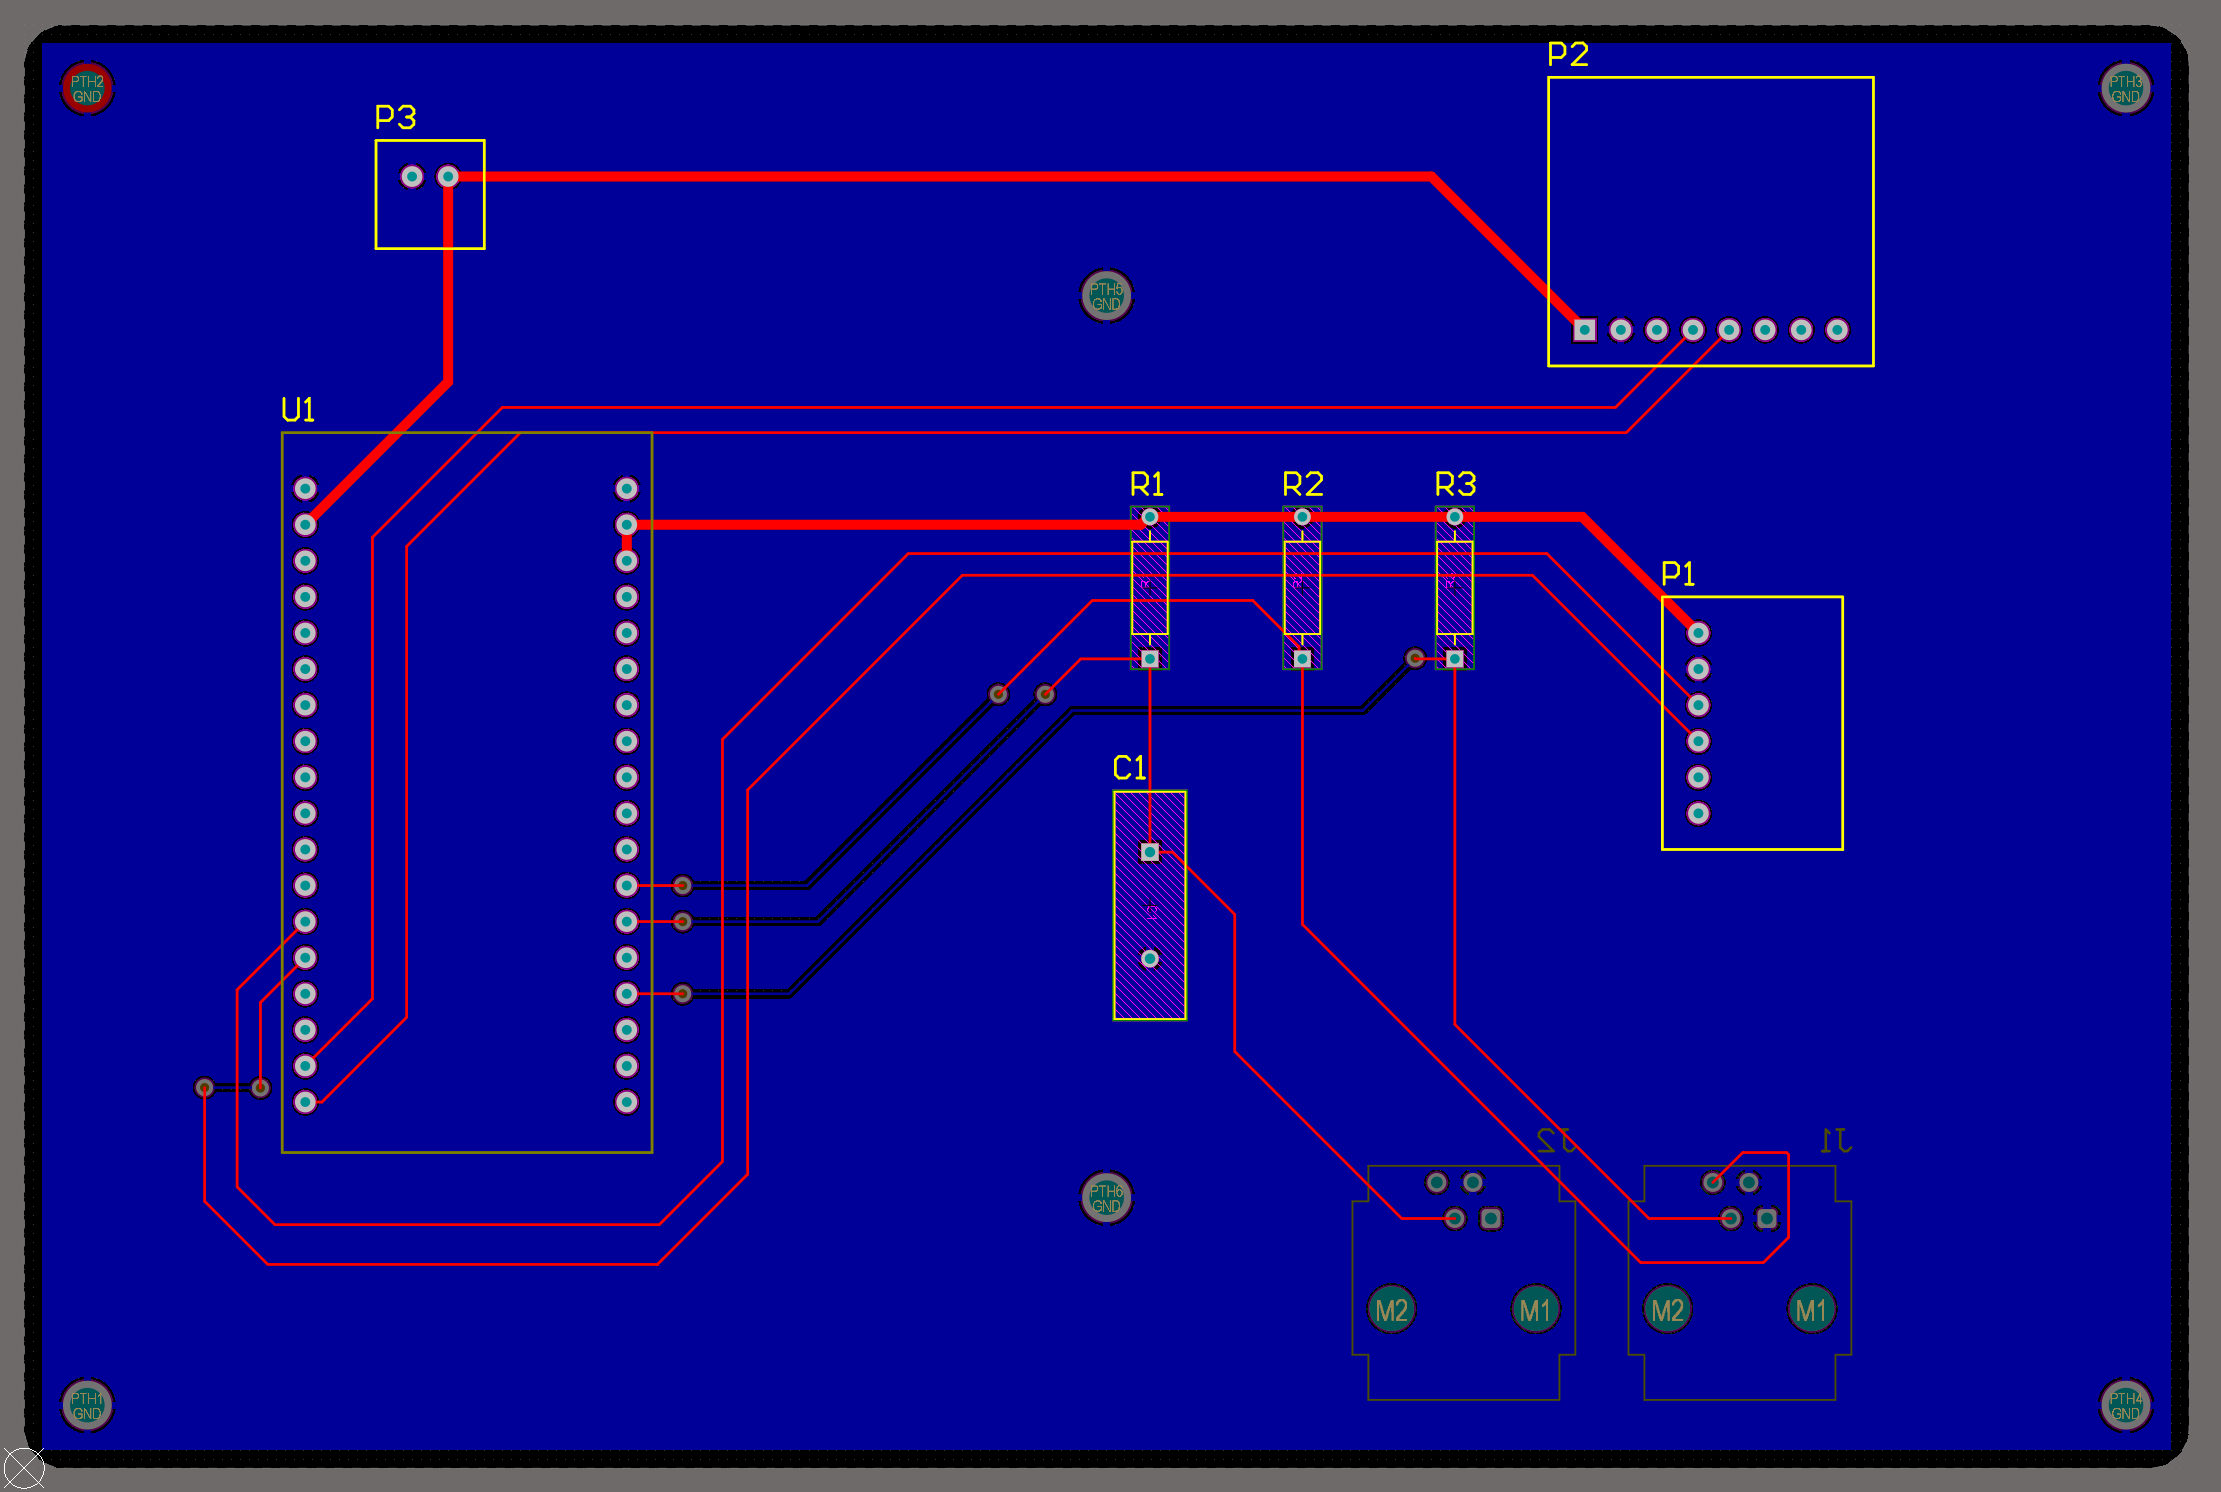 P2
PTH2
GND
PTH3
GND
P3
PTH5
GND
U1
R1
R2
R3
P1
C1
J2
J1
PTH6
GND
M2
M1
M2
M1
PTH1
GND
PTH4
GND